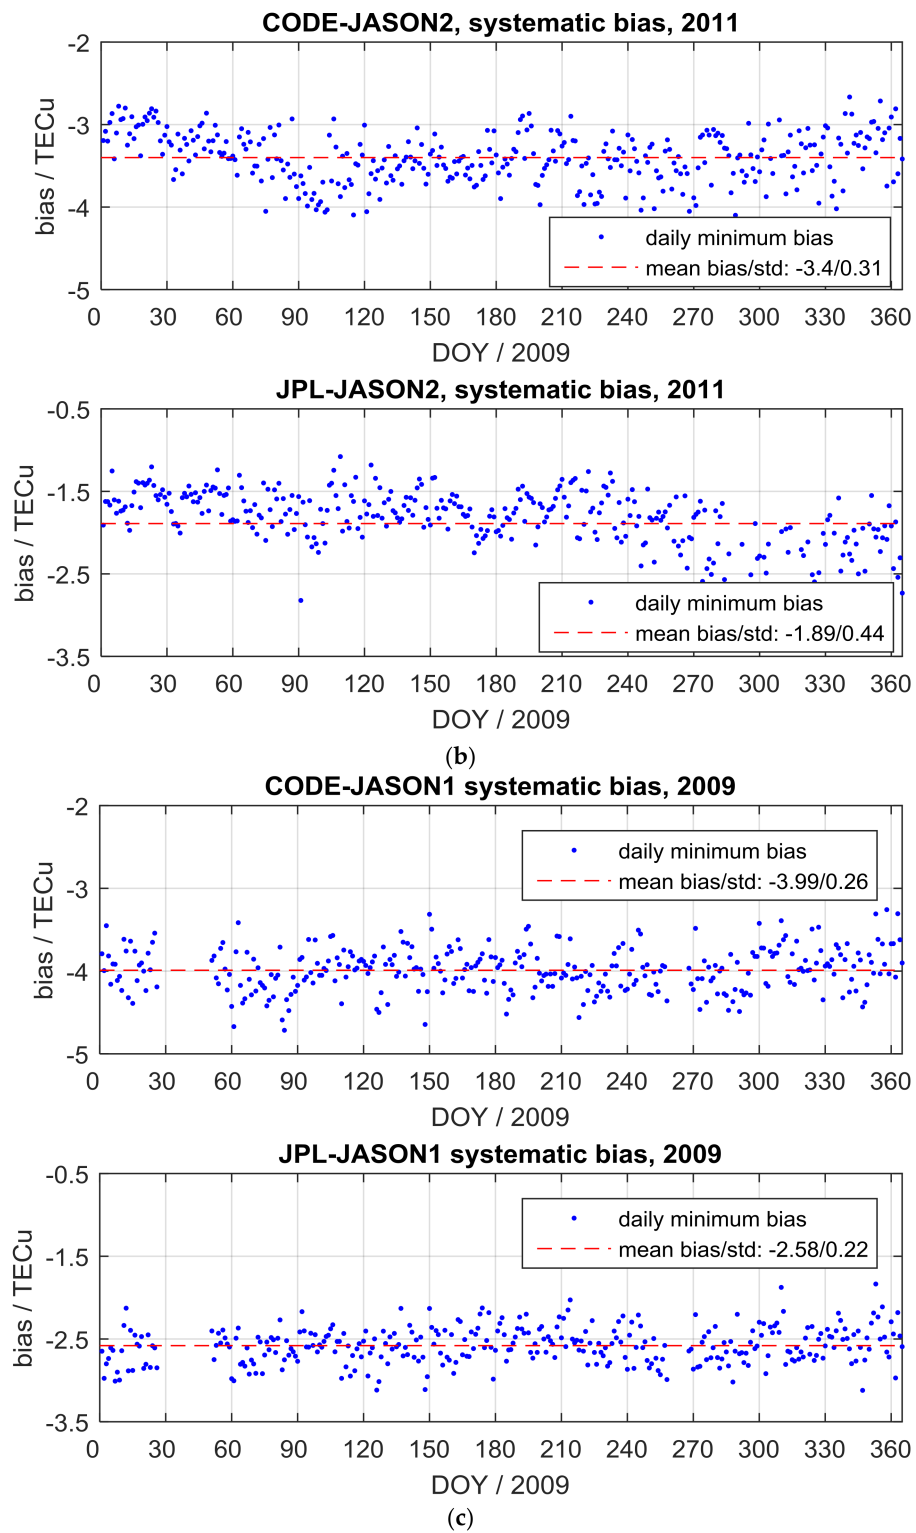 CODE-JASON2, systematic bias, 2011
-2
-3
-4
-5
bias / TECu
daily minimum bias
mean bias/std: -3.4/0.31
0 30 60 90 120 150 180 210 240 270 300 330 360
DOY / 2009
JPL-JASON2, systematic bias, 2011
-0.5
-1.5
-2.5
-3.5
bias / TECu
daily minimum bias
mean bias/std: -1.89/0.44
0 30 60 90 120 150 180 210 240 270 300 330 360
DOY / 2009
(b)
CODE-JASON1 systematic bias, 2009
-2
-3
-4
-5
bias / TECu
daily minimum bias
mean bias/std: -3.99/0.26
0 30 60 90 120 150 180 210 240 270 300 330 360
DOY / 2009
JPL-JASON1 systematic bias, 2009
-0.5
-1.5
-2.5
-3.5
bias / TECu
daily minimum bias
mean bias/std: -2.58/0.22
0 30 60 90 120 150 180 210 240 270 300 330 360
DOY / 2009
(c)